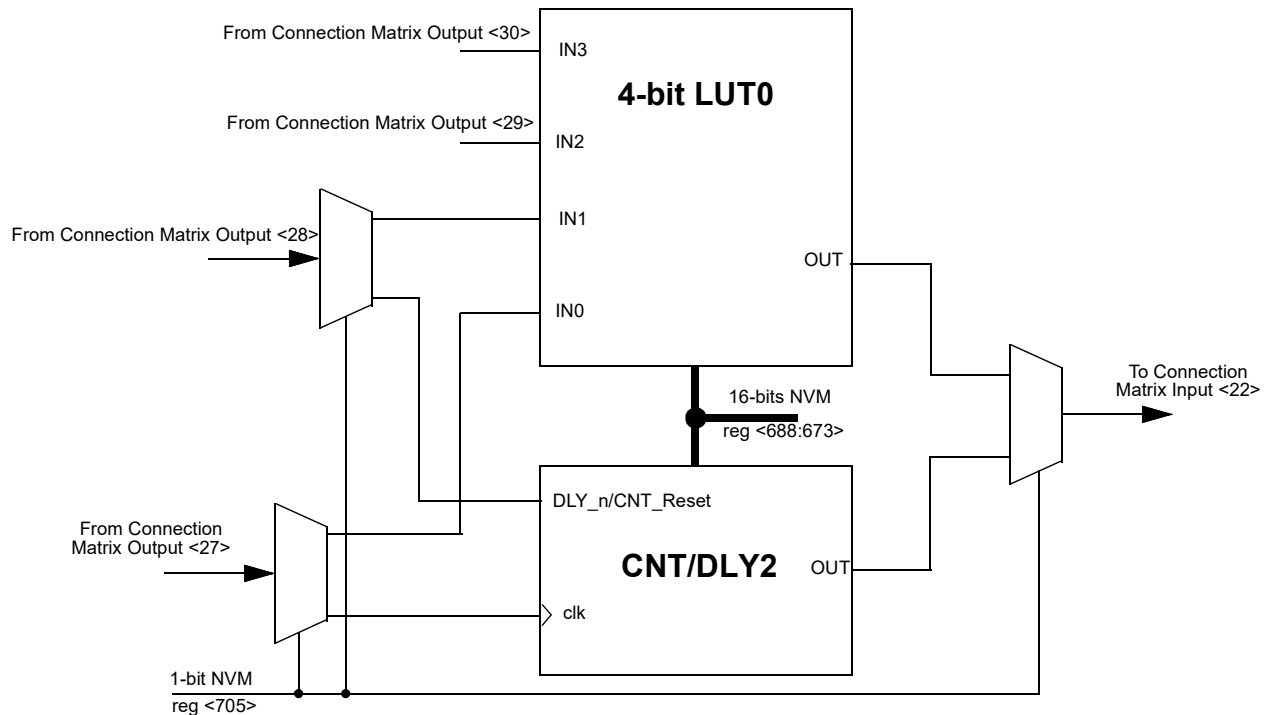 From Connection Matrix Output <30>
IN3
4-bit LUT0
From Connection Matrix Output <29>
IN2
IN1
From Connection Matrix Output <28>
OUT
IN0
To Connection
Matrix Input <22>
16-bits NVM
reg <688:673>
DLY_n/CNT_Reset
From Connection
Matrix Output <27>
CNT/DLY2
OUT
clk
1-bit NVM
reg <705>